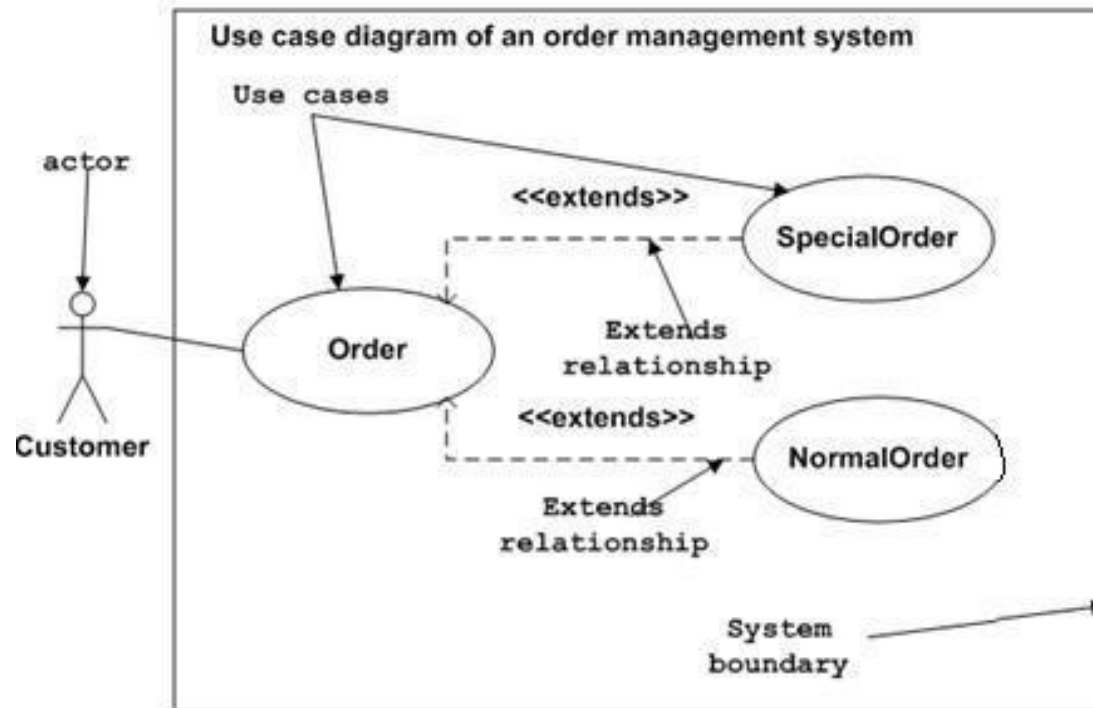 Use case diagram of an order management system
Use cases
actor
<<extends>>
SpecialOrder
Extends
relationship
Order
<<extends>>
Customer
NormalOrder
Extends
relationship
System
boundary